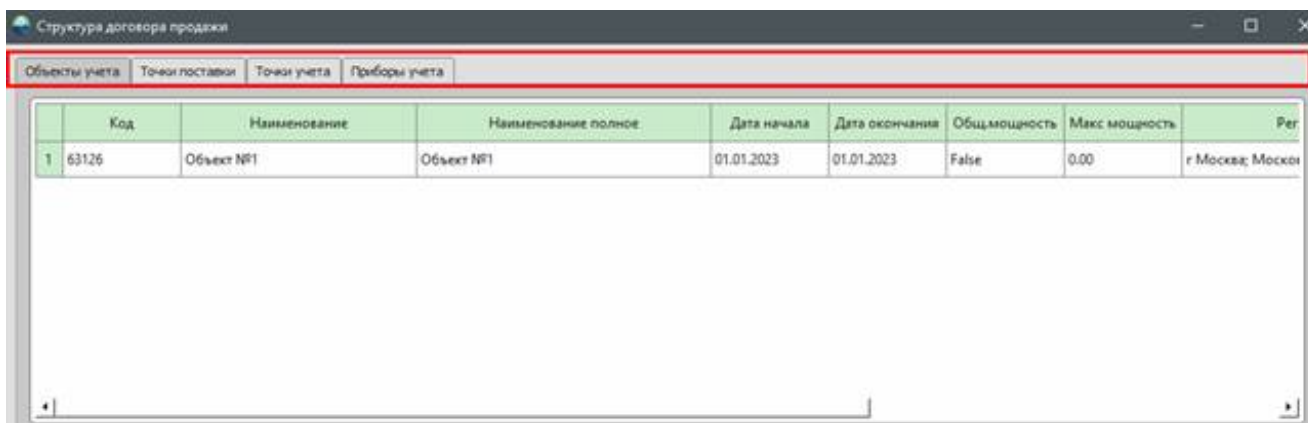 Структура договора продажи
Объекты учета Точки поставки Точки учета Приборы учета
Код Наименование Наименование полное Дата начала Дата окончания Общ.мощность Макс мощность Рег
1 63126 Объект №1 Объект №1 01.01.2023 01.01.2023 False 0.00 г Москва; Москов